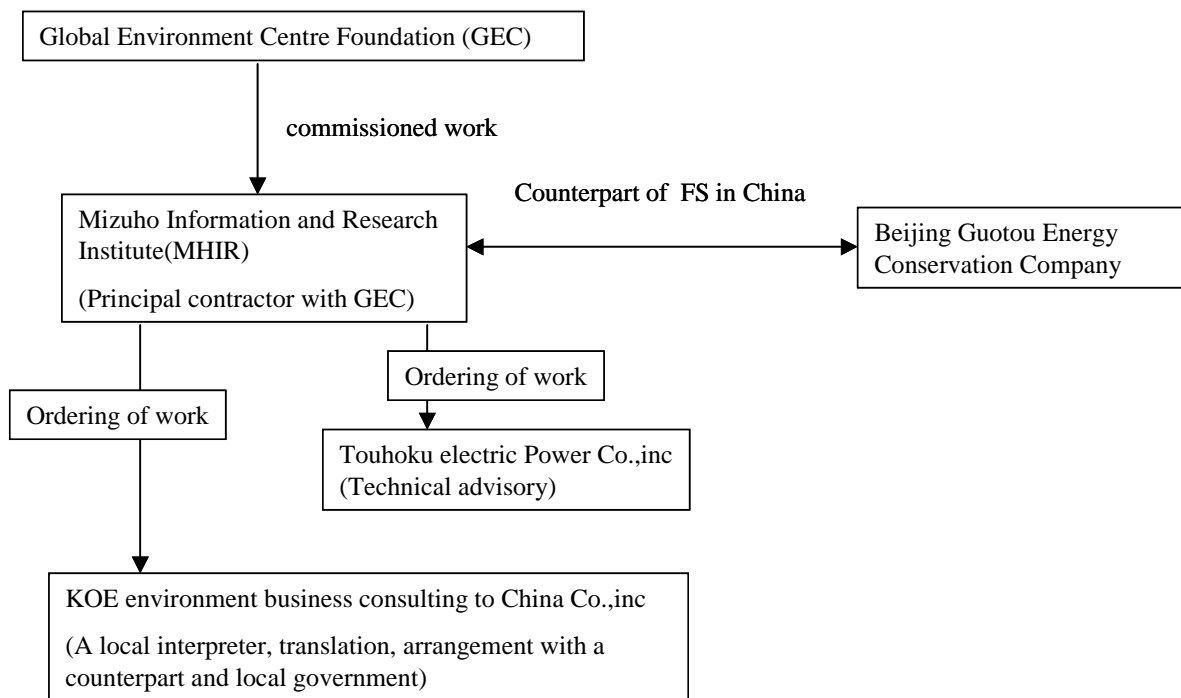 Global Environment Centre Foundation (GEC)
commissioned work
Counterpart of FS in China
Mizuho Information and Research
Institute(MHIR)
(Principal contractor with GEC)
Beijing Guotou Energy
Conservation Company
Ordering of work
Ordering of work
Touhoku electric Power Co.,inc
(Technical advisory)
KOE environment business consulting to China Co.,inc
(A local interpreter, translation, arrangement with a
counterpart and local government)